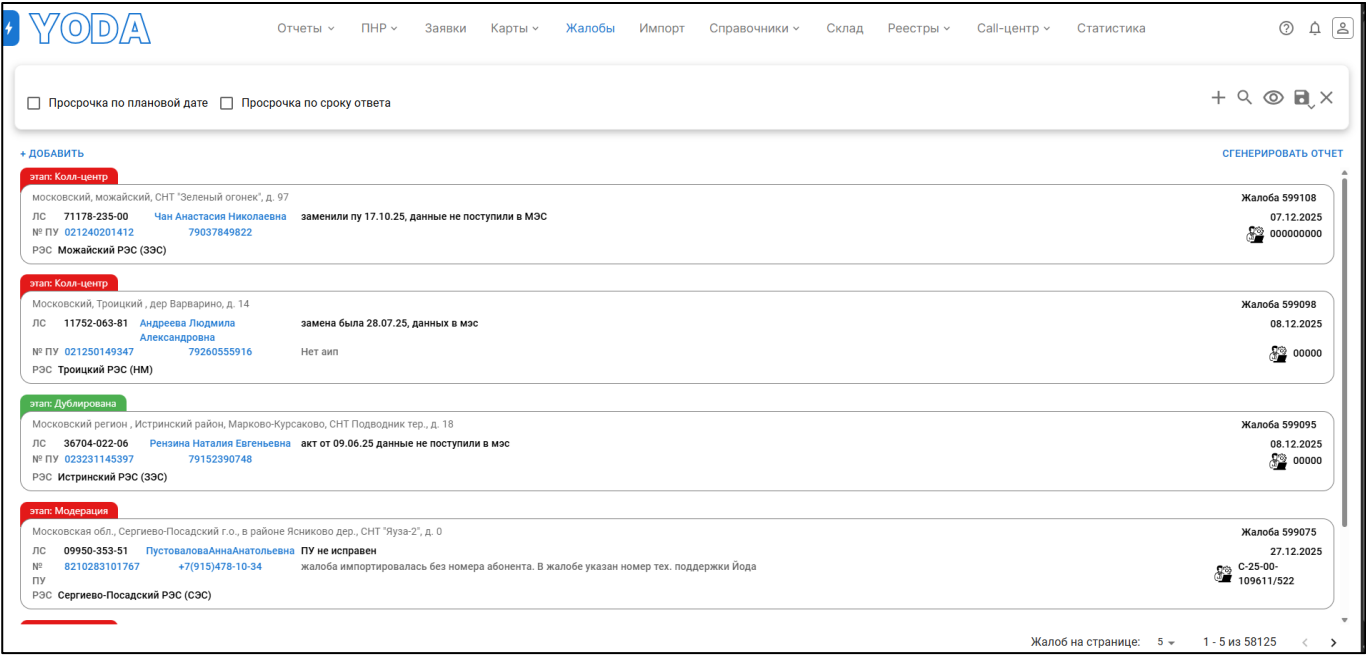 YODA
Отчеты ПНР Заявки Карты Жалобы Импорт Справочники Склад Реестры Call-центр Статистика
Просрочка по плановой дате Просрочка по сроку ответа
+ ДОБАВИТЬ СГЕНЕРИРОВАТЬ ОТЧЕТ
этап: Колл-центр
московский, можайский, СНТ "Зеленый огонек", д. 97 Жалоба 599108
ЛС 71178-235-00 Чан Анастасия Николаевна заменили пу 17.10.25, данные не поступили в МЭС 07.12.2025
№ ПУ 021240201412 79037849822 000000000
РЭС Можайский РЭС (ЗЭС)
этап: Колл-центр
Московский, Троицкий , дер Варварино, д. 14 Жалоба 599098
ЛС 11752-063-81 Андреева Людмила замена была 28.07.25, данных в мэс 08.12.2025
Александровна
№ ПУ 021250149347 79260555916 Нет аип 00000
РЭС Троицкий РЭС (НМ)
этап: Дублирована
Московский регион , Истринский район, Марково-Курсаково, СНТ Подводник тер., д. 18 Жалоба 599095
ЛС 36704-022-06 Рензина Наталия Евгеньевна акт от 09.06.25 данные не поступили в мэс 08.12.2025
№ ПУ 023231145397 79152390748 00000
РЭС Истринский РЭС (ЗЭС)
этап: Модерация
Московская обл., Сергиево-Посадский г.о., в районе Ясниково дер., СНТ "Яуза-2", д. 0 Жалоба 599075
ЛС 09950-353-51 ПустоваловаАннаАнатольевна ПУ не исправен 27.12.2025
№ 8210283101767 +7(915)478-10-34 жалоба импортировалась без номера абонента. В жалобе указан номер тех. поддержки Йода С-25-00-
ПУ 109611/522
РЭС Сергиево-Посадский РЭС (СЭС)
Жалоб на странице: 5 1 - 5 из 58125